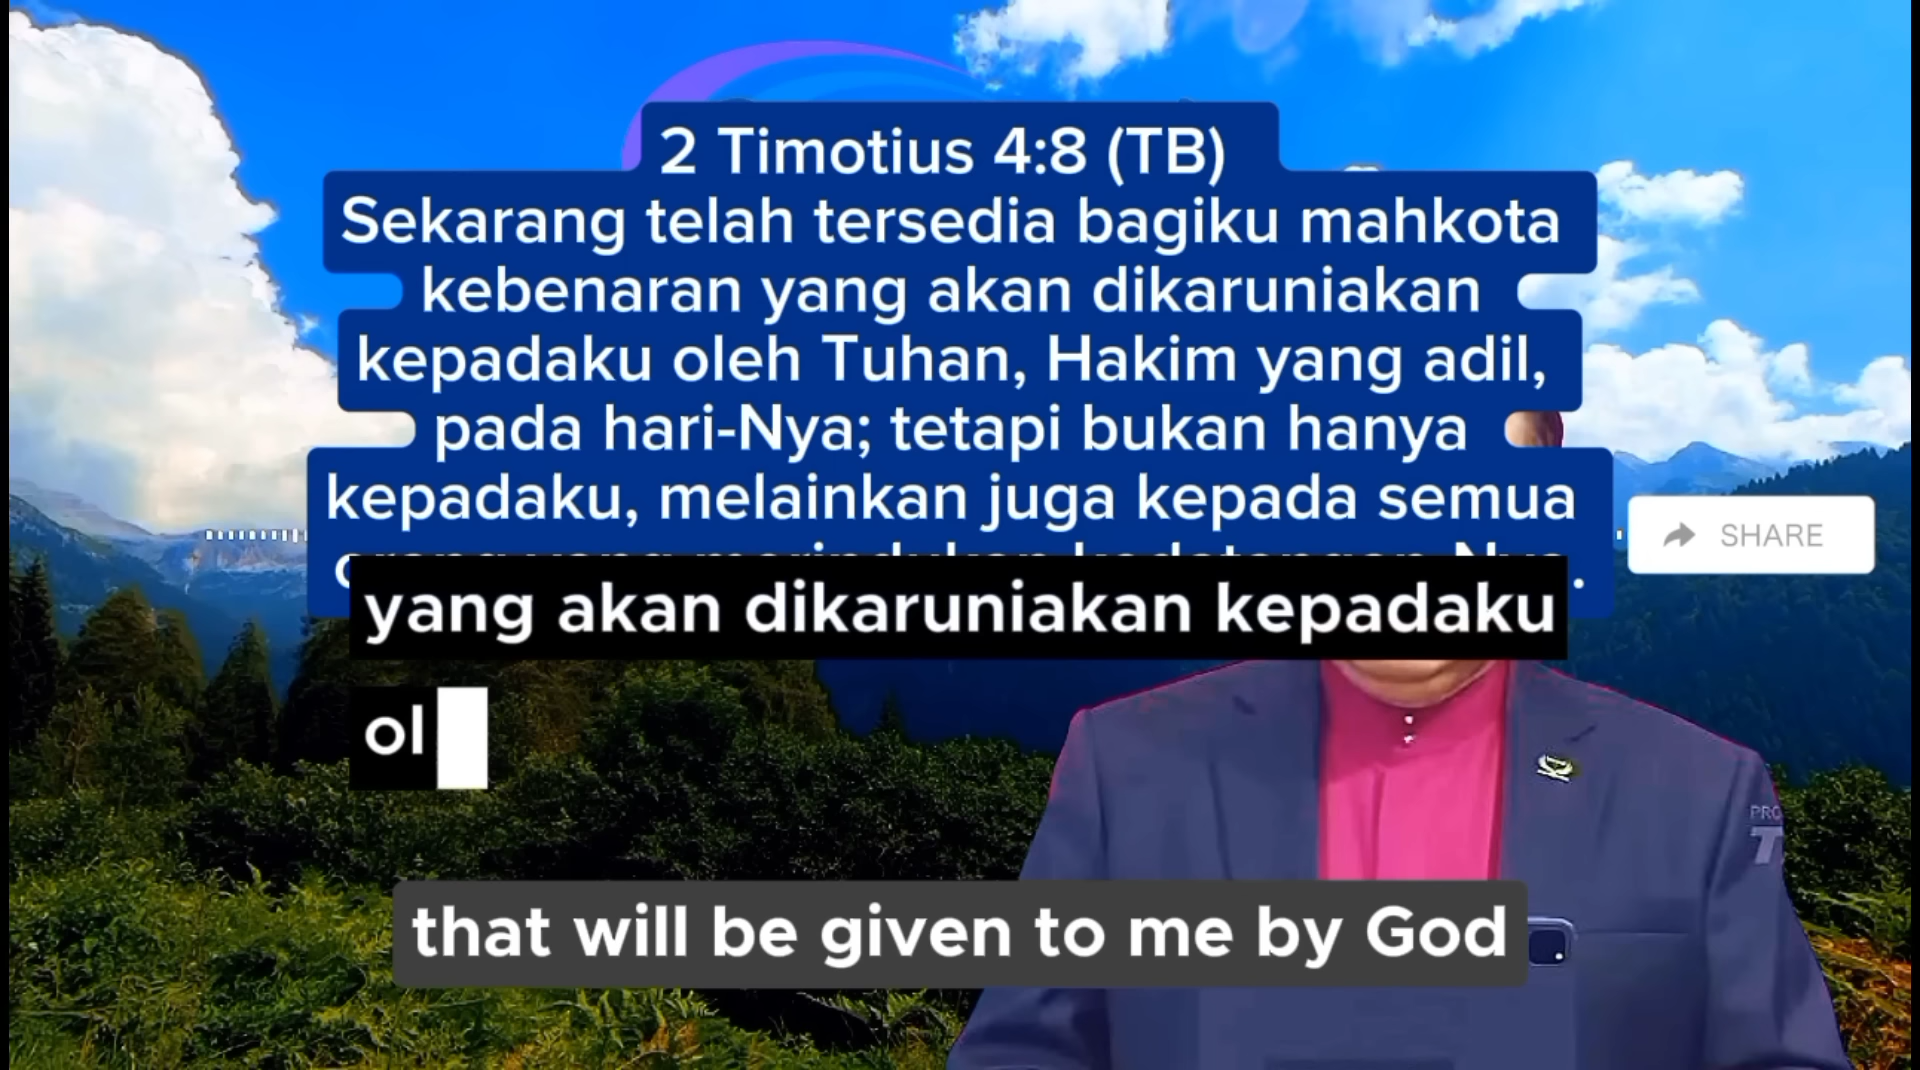 2 Timotius 4:8 (TB)
Sekarang telah tersedia bagiku mahkota
kebenaran yang akan dikaruniakan
kepadaku oleh Tuhan, Hakim yang adil,
pada hari-Nya; tetapi bukan hanya
kepadaku, melainkan juga kepada semua
yang akan dikaruniakan kepadaku
ol
SHARE
PRO
that will be given to me by God